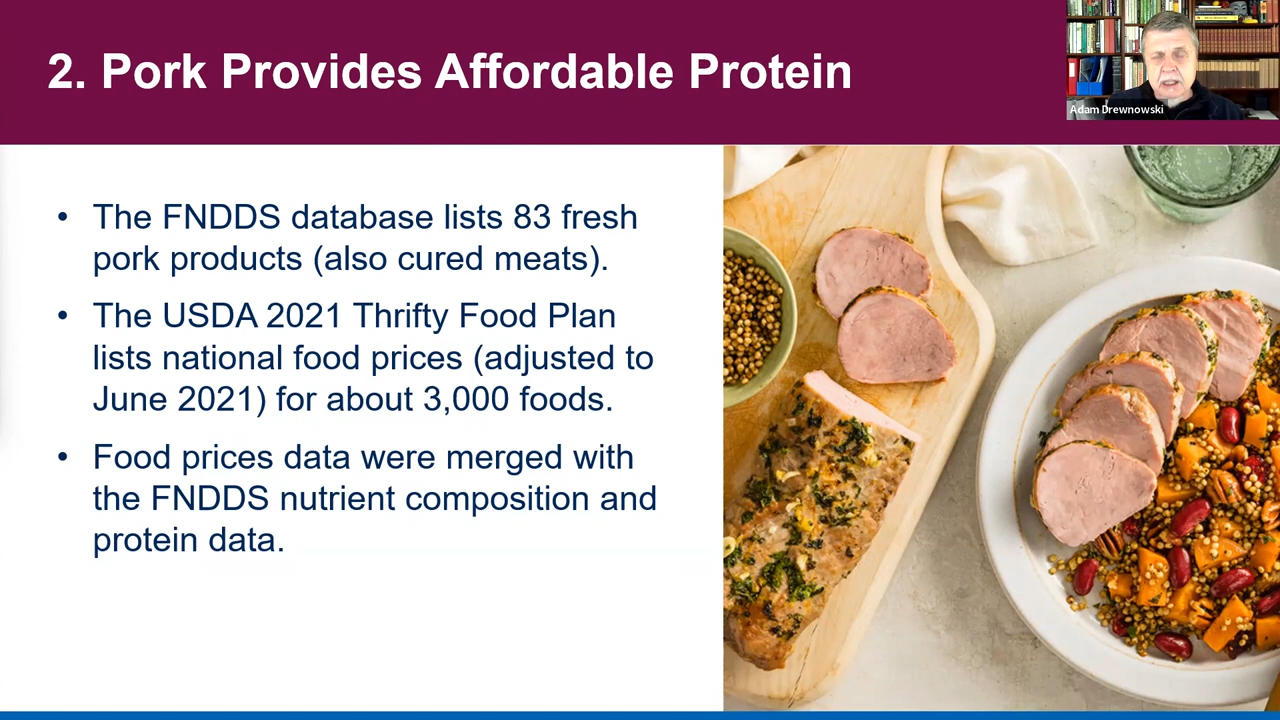 2. Pork Provides Affordable Protein
Adam Drewnowski
• The FNDDS database lists 83 fresh
pork products (also cured meats).
• The USDA 2021 Thrifty Food Plan
lists national food prices (adjusted to
June 2021) for about 3,000 foods.
• Food prices data were merged with
the FNDDS nutrient composition and
protein data.